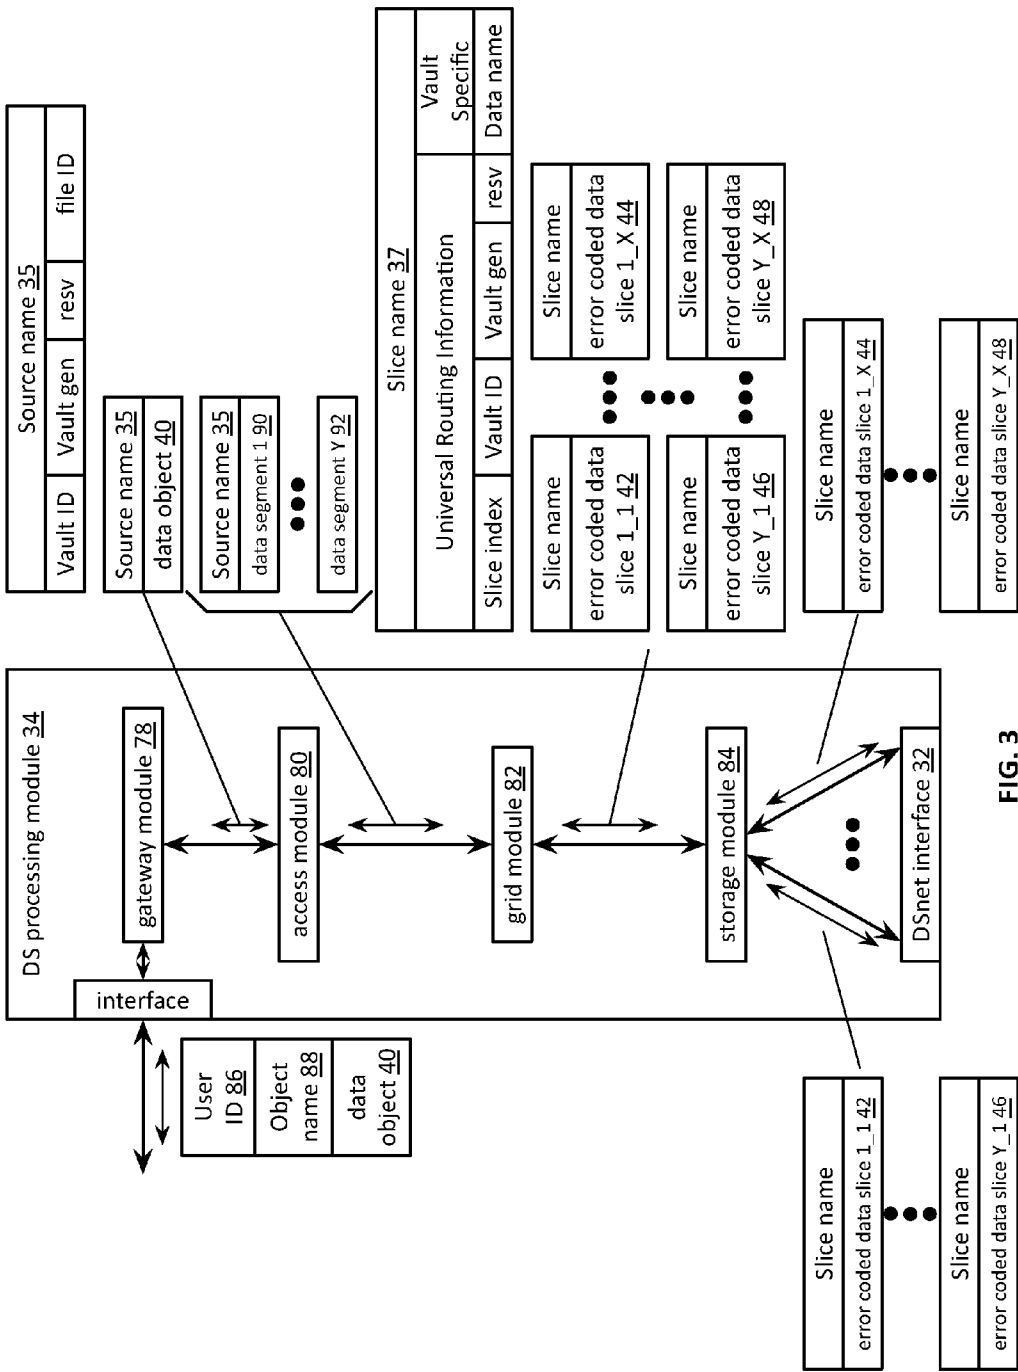 Source name 35
Vault ID
Vault gen
resv
file ID
Source name 35
data object 40
Source name 35
data segment 1 90
data segment Y 92
Slice name 37
Universal Routing Information
Vault
Specific
Slice index
Vault ID
Vault gen
resv
Data name
Slice name
error coded data
slice 1_1 42
Slice name
error coded data
slice 1_X 44
Slice name
error coded data
slice Y_1 46
Slice name
error coded data
slice Y_X 48
DS processing module 34
interface
gateway module 78
access module 80
grid module 82
storage module 84
DSnet interface 32
User
ID 86
Object
name 88
data
object 40
Slice name
error coded data slice 1_1 42
Slice name
error coded data slice Y_1 46
Slice name
error coded data slice 1_X 44
Slice name
error coded data slice Y_X 48
FIG. 3